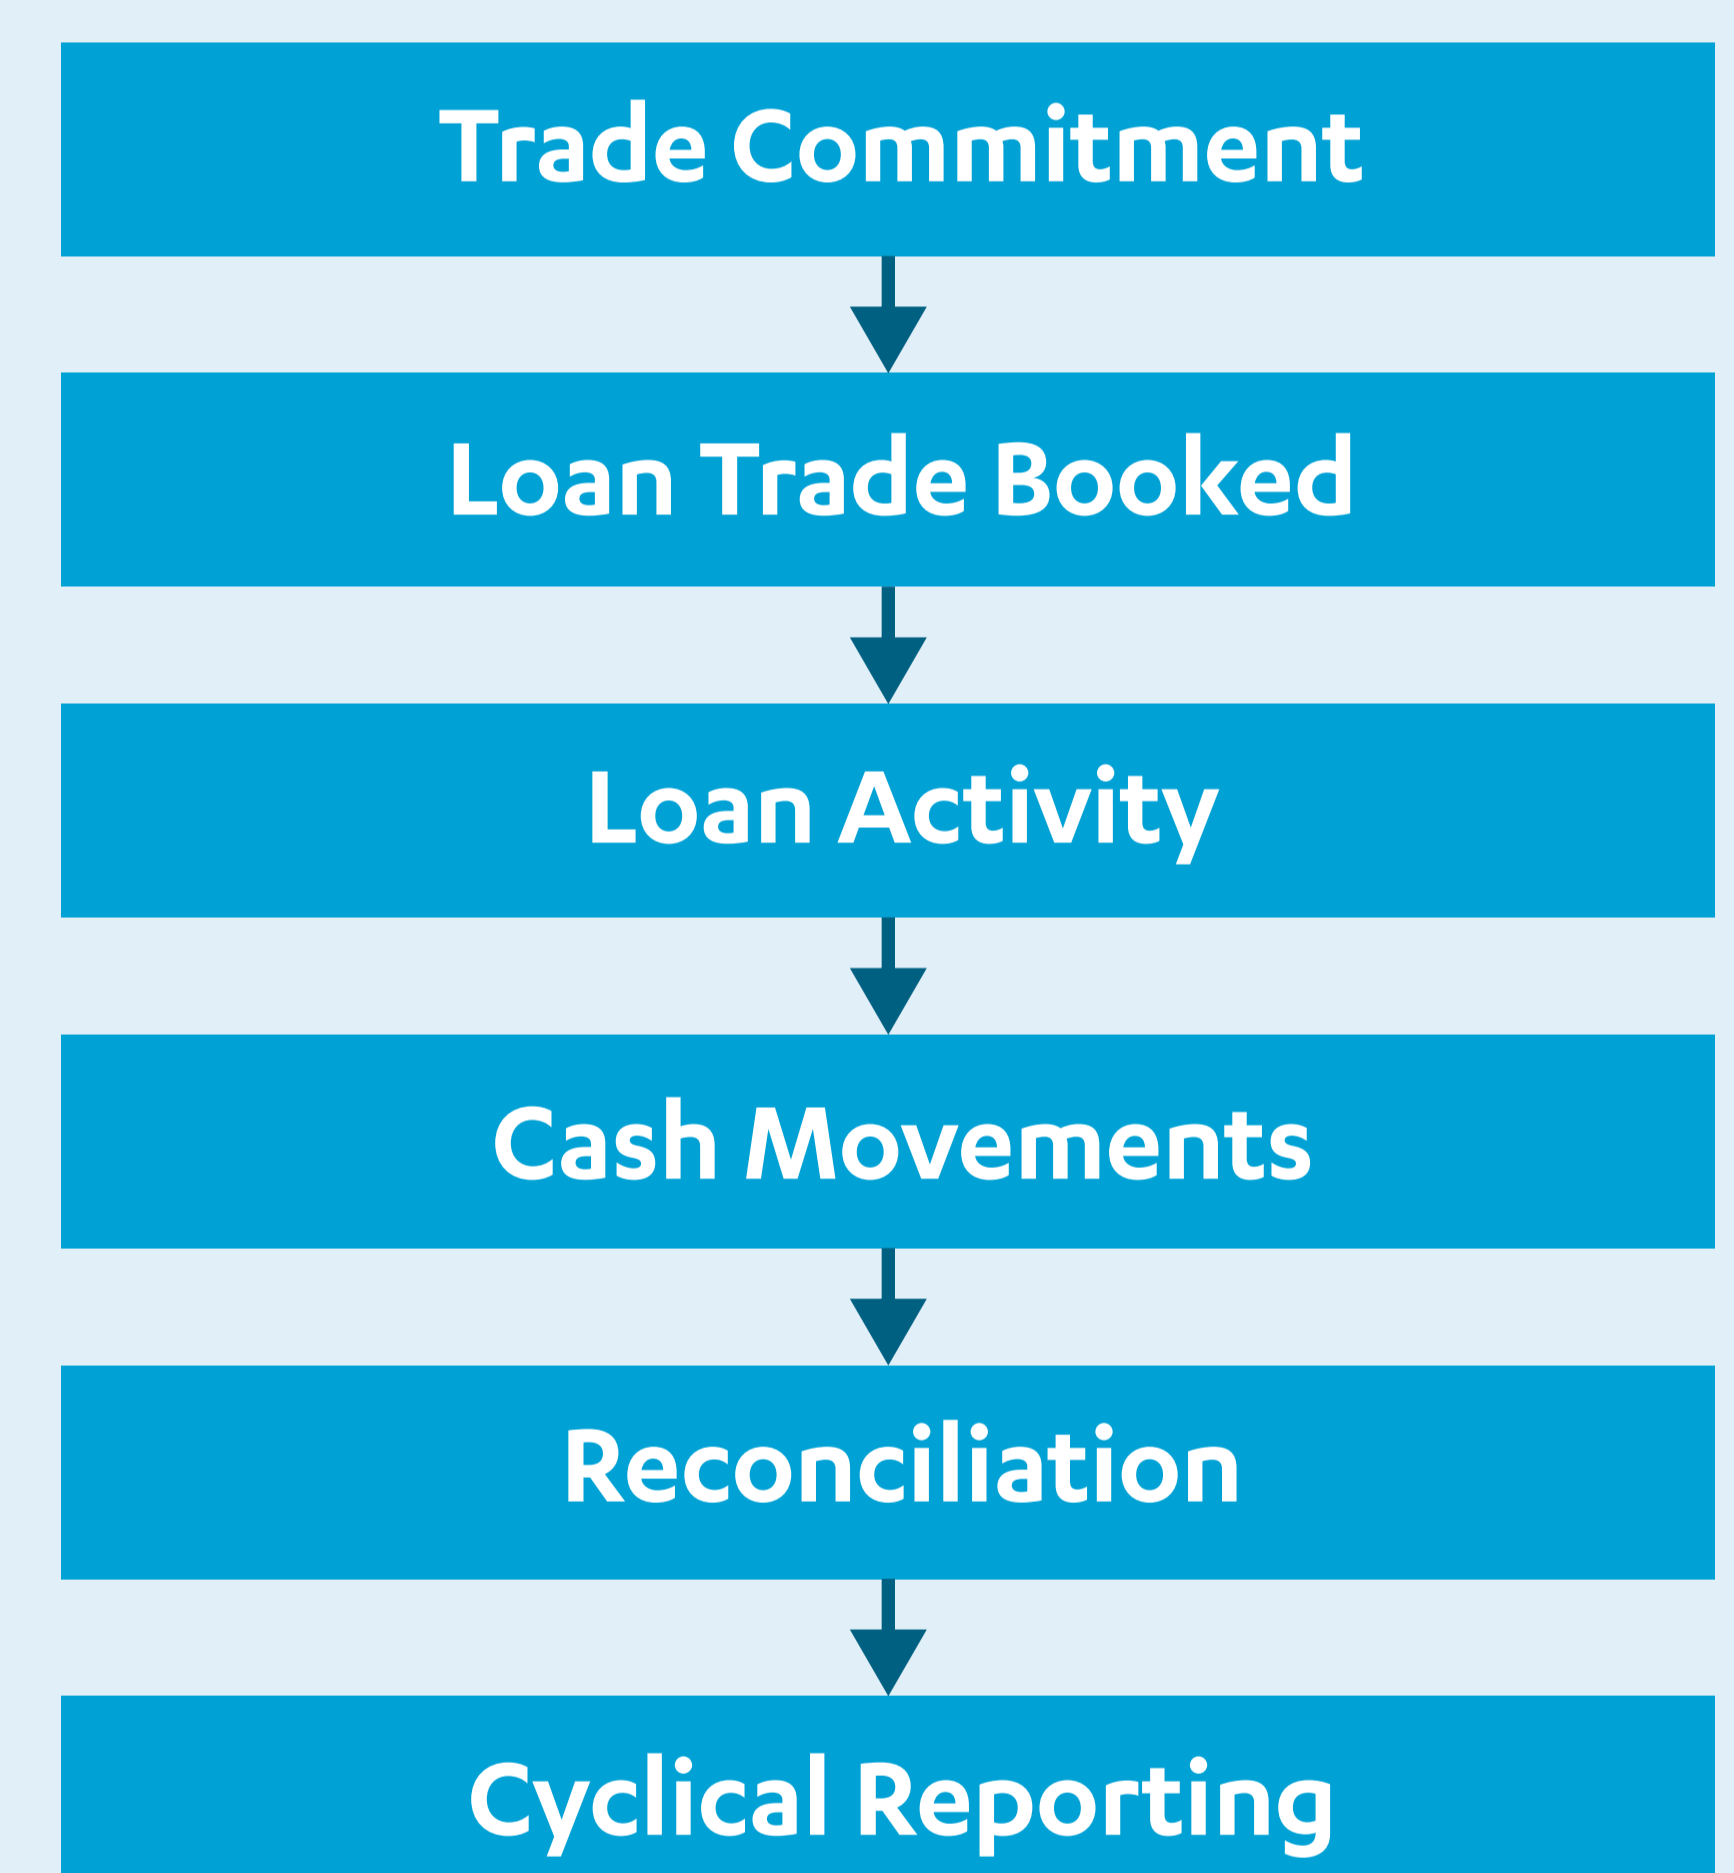 Trade Commitment
Loan Trade Booked
Loan Activity
Cash Movements
Reconciliation
Cyclical Reporting